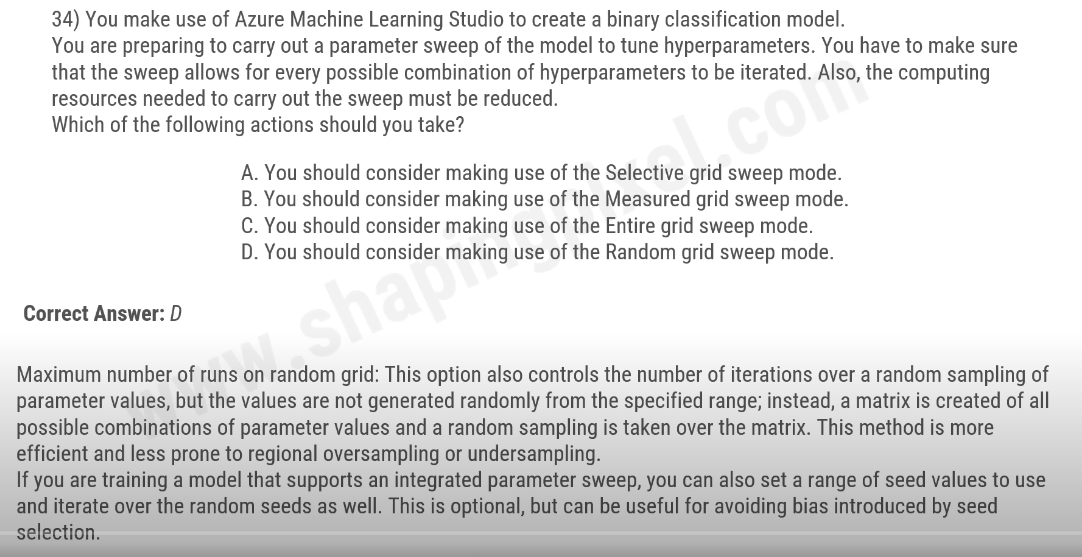 34) You make use of Azure Machine Learning Studio to create a binary classification model.
You are preparing to carry out a parameter sweep of the model to tune hyperparameters. You have to make sure
that the sweep allows for every possible combination of hyperparameters to be iterated. Also, the computing
resources needed to carry out the sweep must be reduced.
Which of the following actions should you take?
A. You should consider making use of the Selective grid sweep mode.
B. You should consider making use of the Measured grid sweep mode.
C. You should consider making use of the Entire grid sweep mode.
D. You should consider making use of the Random grid sweep mode.
Correct Answer: D
Maximum number of runs on random grid: This option also controls the number of iterations over a random sampling of
parameter values, but the values are not generated randomly from the specified range; instead, a matrix is created of all
possible combinations of parameter values and a random sampling is taken over the matrix. This method is more
efficient and less prone to regional oversampling or undersampling.
If you are training a model that supports an integrated parameter sweep, you can also set a range of seed values to use
and iterate over the random seeds as well. This is optional, but can be useful for avoiding bias introduced by seed
selection.
www.shapingpixel.com